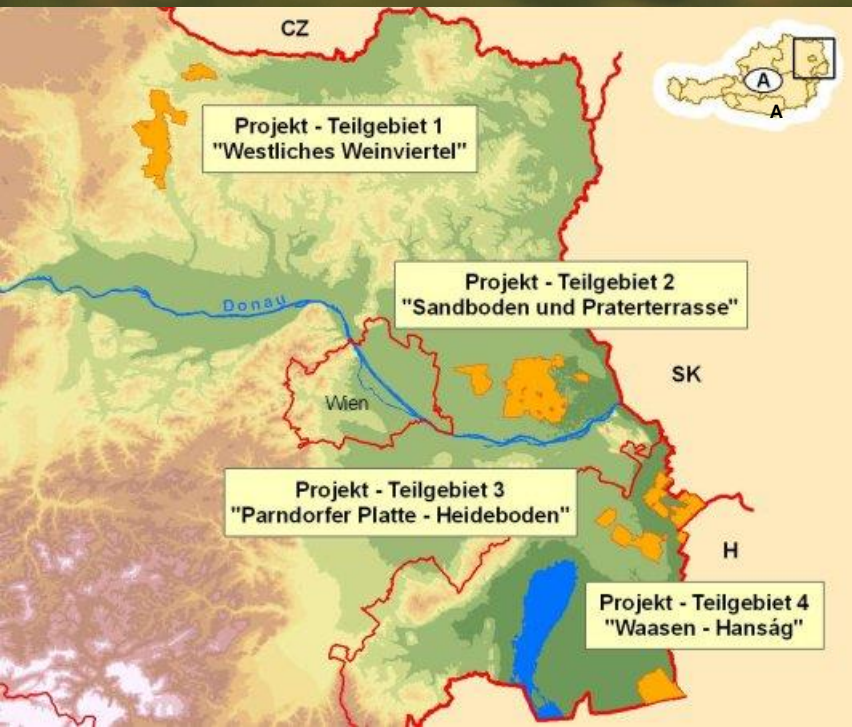 CZ
A
A
Projekt - Teilgebiet 1
"Westliches Weinviertel"
Projekt - Teilgebiet 2
"Sandboden und Praterterrasse"
Donau
SK
Wien
Projekt - Teilgebiet 3
"Parndorfer Platte - Heideboden"
H
Projekt - Teilgebiet 4
"Waasen - Hanság"